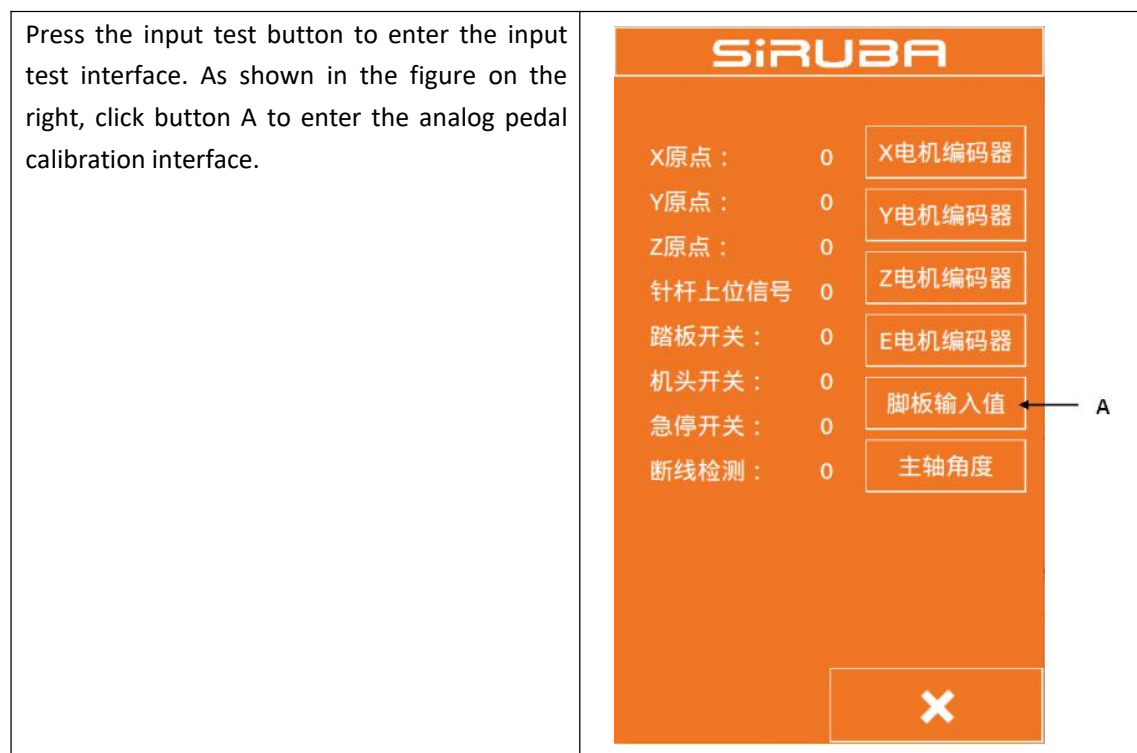 Press the input test button to enter the input
test interface. As shown in the figure on the
right, click button A to enter the analog pedal
calibration interface.
SiRUBA
X原点： 0 X电机编码器
Y原点： 0 Y电机编码器
Z原点： 0 Z电机编码器
针杆上位信号 0
踏板开关： 0 E电机编码器
机头开关： 0 脚板输入值 A
急停开关： 0
断线检测： 0 主轴角度